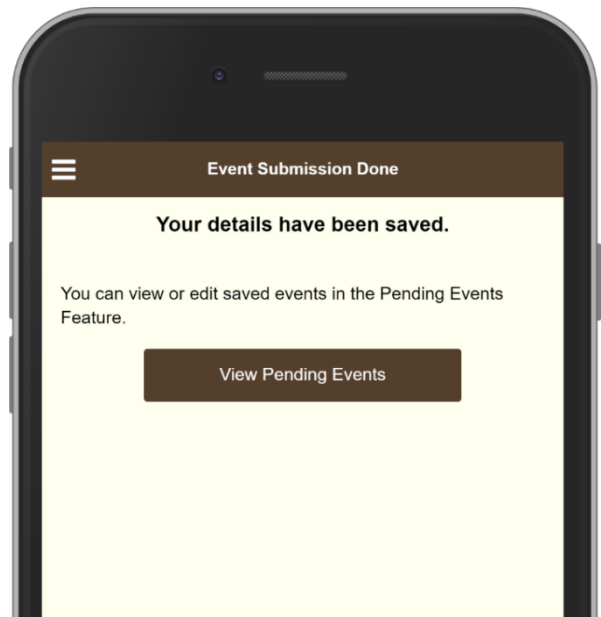 Event Submission Done
Your details have been saved.
You can view or edit saved events in the Pending Events
Feature.
View Pending Events